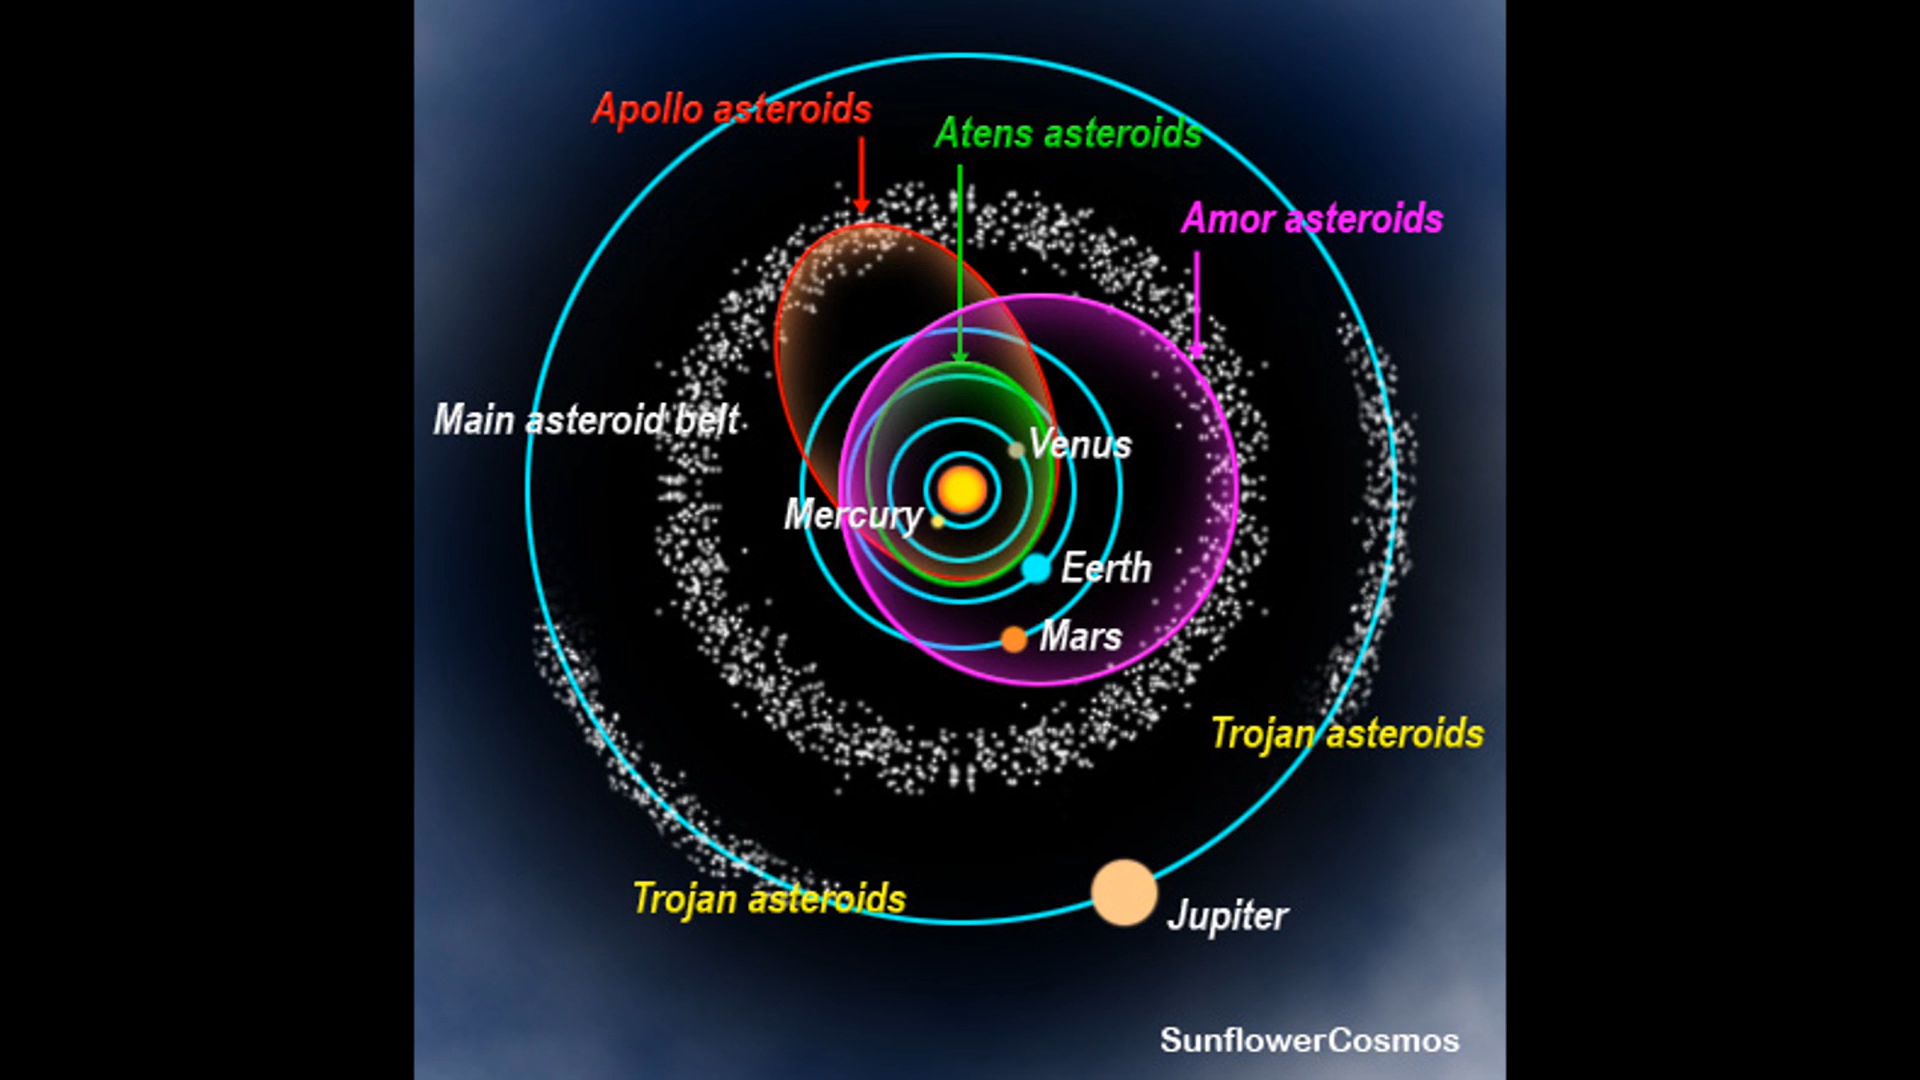 Apollo asteroids
Atens asteroids
Amor asteroids
Main asteroid belt
Venus
Mercury
Eerth
Mars
Trojan asteroids
Trojan asteroids
Jupiter
SunflowerCosmos